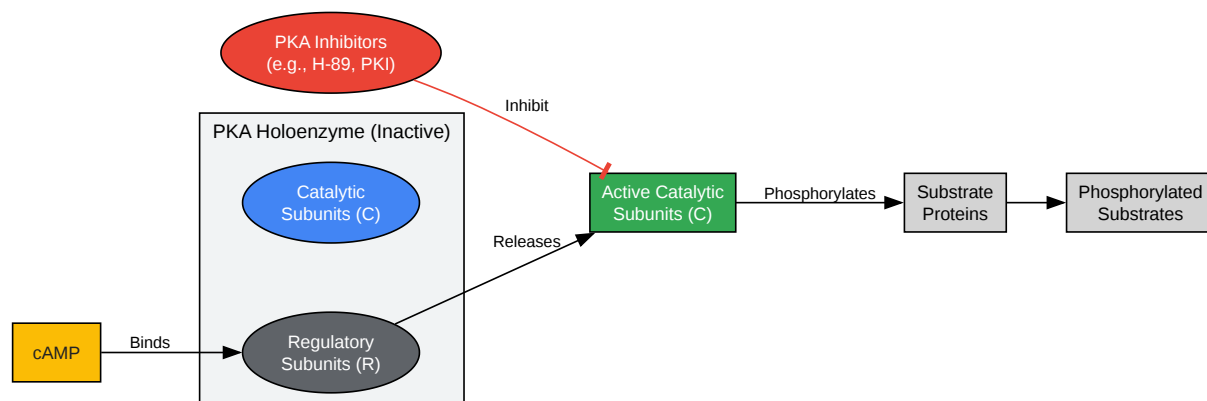 PKA Inhibitors
(e.g., H-89, PKI)
Inhibit
PKA Holoenzyme (Inactive)
Catalytic
Subunits (C)
Active Catalytic
Subunits (C)
Phosphorylates
Substrate
Proteins
Phosphorylated
Substrates
Releases
cAMP
Binds
Regulatory
Subunits (R)